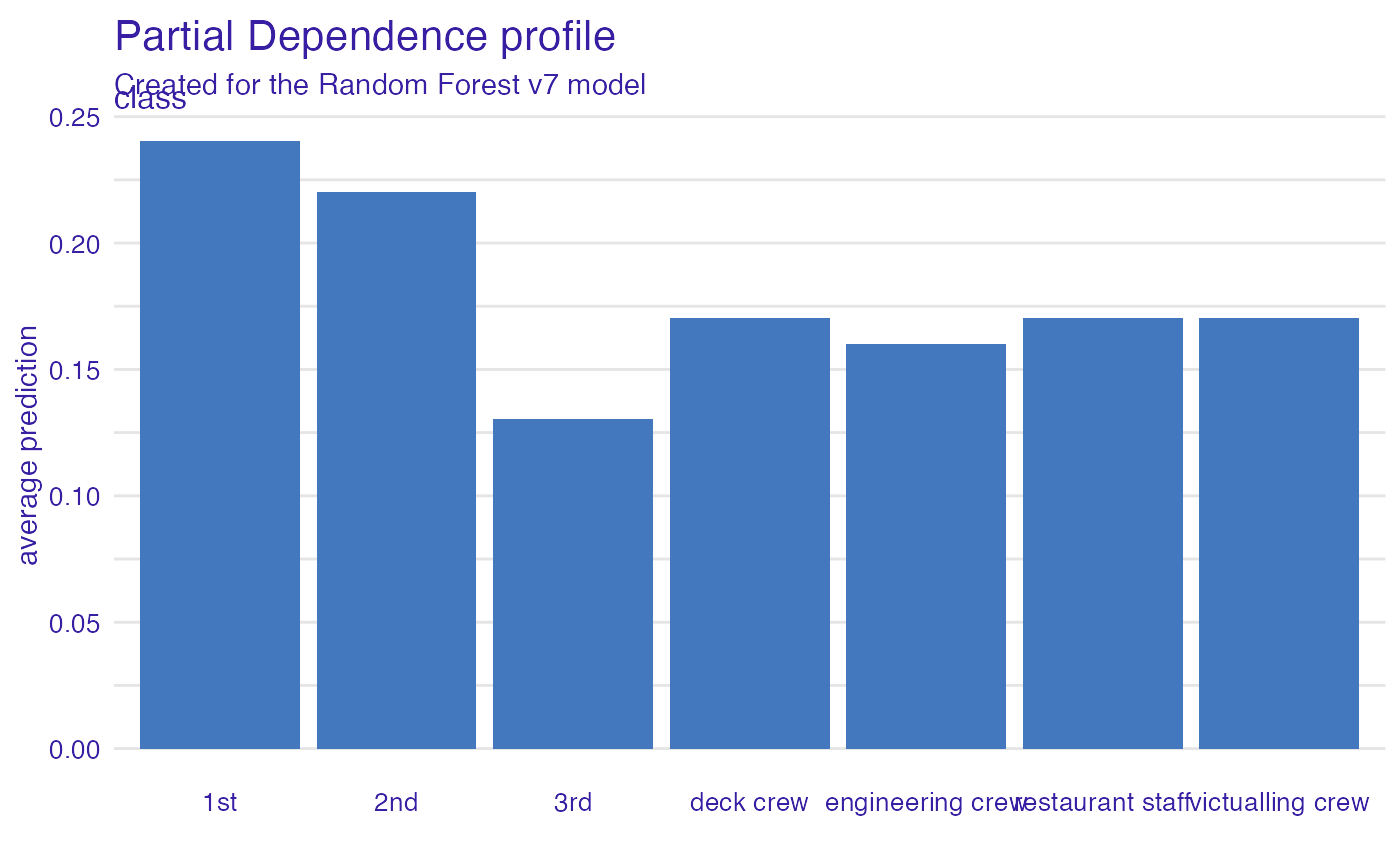 Partial Dependence profile
Created for the Random Forest v7 model
class
0.25
0.20
0.15
0.10
0.05
0.00
average prediction
1st
2nd
3rd
deck crew
engineering crew
restaurant staff
victualling crew